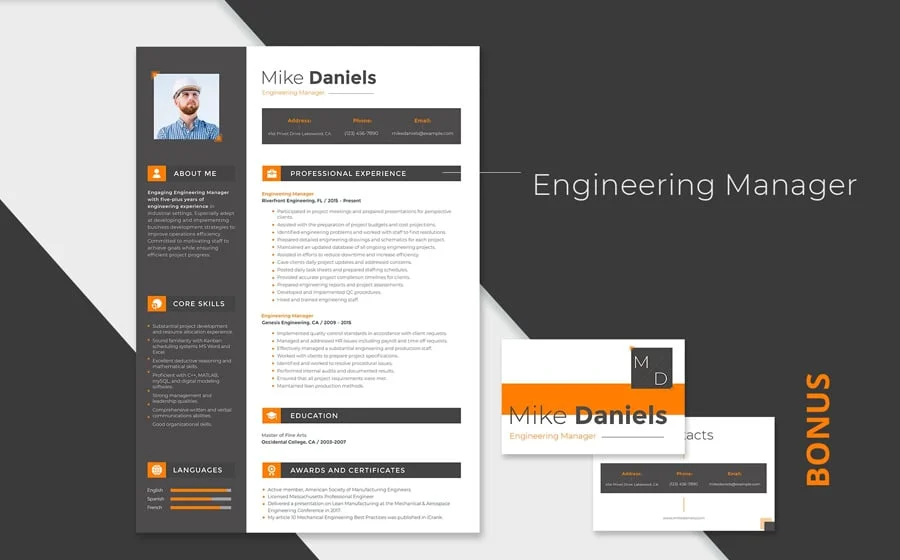 Mike Daniels
Engineering Manager
Address:
Phone:
Email:
Privet Drive Lakewood, CA
(123) 456-7890
mikedaniels@example.com
ABOUT ME
Engaging Engineering Manager
with five-plus years of
engineering experience in
industrial settings. Especially adept
at developing and implementing
business development strategies to
improve operations efficiency.
Committed to motivating staff to
achieve goals while ensuring
efficient project progress.
CORE SKILLS
Substantial project development
and resource allocation experience.
Sound familiarity with Kanban
scheduling systems MS Word and
Excel
Excellent deductive reasoning and
mathematical skills.
Proficient with C++, MATLAB,
mySQL, and digital modeling
software.
Strong management and
leadership qualities.
Comprehensive written and verbal
communications abilities.
Good organizational skills.
LANGUAGES
English
Spanish
French
PROFESSIONAL EXPERIENCE
Engineering Manager
Riverfront Engineering, FL / 2015 - Present
Participated in project meetings and prepared presentations for perspective
clients.
Assisted with the preparation of project budgets and cost projections.
Identified engineering problems and worked with staff to find resolutions.
Prepared detailed engineering drawings and schematics for each project.
Maintained an updated database of all ongoing engineering projects.
Assisted in efforts to reduce downtime and increase efficiency.
Gave clients daily project updates and addressed concerns.
Posted daily task sheets and prepared staffing schedules.
Provided accurate project completion timelines for clients.
Prepared engineering reports and project assessments.
Developed and implemented QC procedures.
Hired and trained engineering staff.
Engineering Manager
Genesis Engineering, CA / 2009 - 2015
Implemented quality control standards in accordance with client requests.
Managed and addressed HR issues including payroll and time off requests.
Effectively managed a substantial engineering and production staff.
Worked with clients to prepare project specifications.
Identified and worked to resolve procedural issues.
Performed internal audits and documented results.
Ensured that all project requirements were met.
Maintained lean production methods.
EDUCATION
Master of Fine Arts
Occidental College, CA / 2003-2007
AWARDS AND CERTIFICATES
Active member, American Society of Manufacturing Engineers.
Licensed Massachusetts Professional Engineer
Delivered a presentation on Lean Manufacturing at the Mechanical & Aerospace
Engineering Conference in 2017.
My article 10 Mechanical Engineering Best Practices was published in iCrank.
Engineering Manager
M
D
Mike Daniels
Engineering Manager
tacts
Address:
Phone:
Email:
Privet Drive Lakewood, CA
(123) 456-7890
mikedaniels@example.com
BONUS